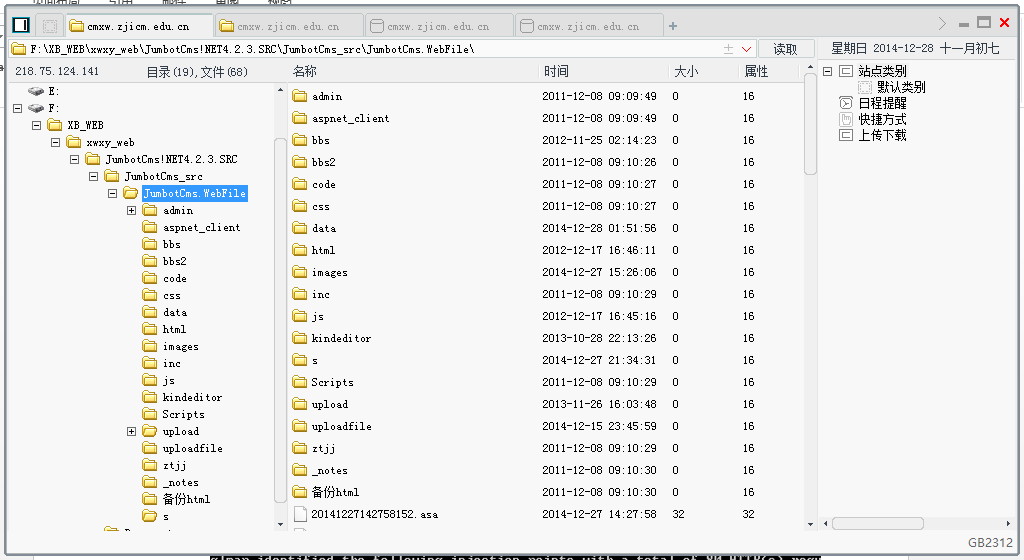 cmxw.zjicm.edu.cn cmxw.zjicm.edu.cn cmxw.zjicm.edu.cn cmxw.zjicm.edu.cn +
F:\XB_WEB\xwxy_web\JumbotCms!NET4.2.3.SRC\JumbotCms_src\JumbotCms.WebFile\ 读取 星期日 2014-12-28 十一月初七
218.75.124.141 目录(19),文件(68) 名称 时间 大小 属性
E:
F:
XB_WEB
xwxy_web
JumbotCms!NET4.2.3.SRC
JumbotCms_src
JumbotCms.WebFile
admin
aspnet_client
bbs
bbs2
code
css
data
html
images
inc
js
kindeditor
Scripts
upload
uploadfile
ztjj
_notes
备份html
s
admin 2011-12-08 09:09:49 0 16
aspnet_client 2011-12-08 09:09:49 0 16
bbs 2012-11-25 02:14:23 0 16
bbs2 2011-12-08 09:10:26 0 16
code 2011-12-08 09:10:27 0 16
css 2011-12-08 09:10:27 0 16
data 2014-12-28 01:51:56 0 16
html 2012-12-17 16:46:11 0 16
images 2014-12-27 15:26:06 0 16
inc 2011-12-08 09:10:29 0 16
js 2012-12-17 16:45:16 0 16
kindeditor 2013-10-28 22:13:26 0 16
s 2014-12-27 21:34:31 0 16
Scripts 2011-12-08 09:10:29 0 16
upload 2013-11-26 16:03:48 0 16
uploadfile 2014-12-15 23:45:59 0 16
ztjj 2011-12-08 09:10:29 0 16
_notes 2011-12-08 09:10:30 0 16
备份html 2011-12-08 09:10:30 0 16
20141227142758152.asa 2014-12-27 14:27:58 32 32
站点类别
默认类别
日程提醒
快捷方式
上传下载
GB2312